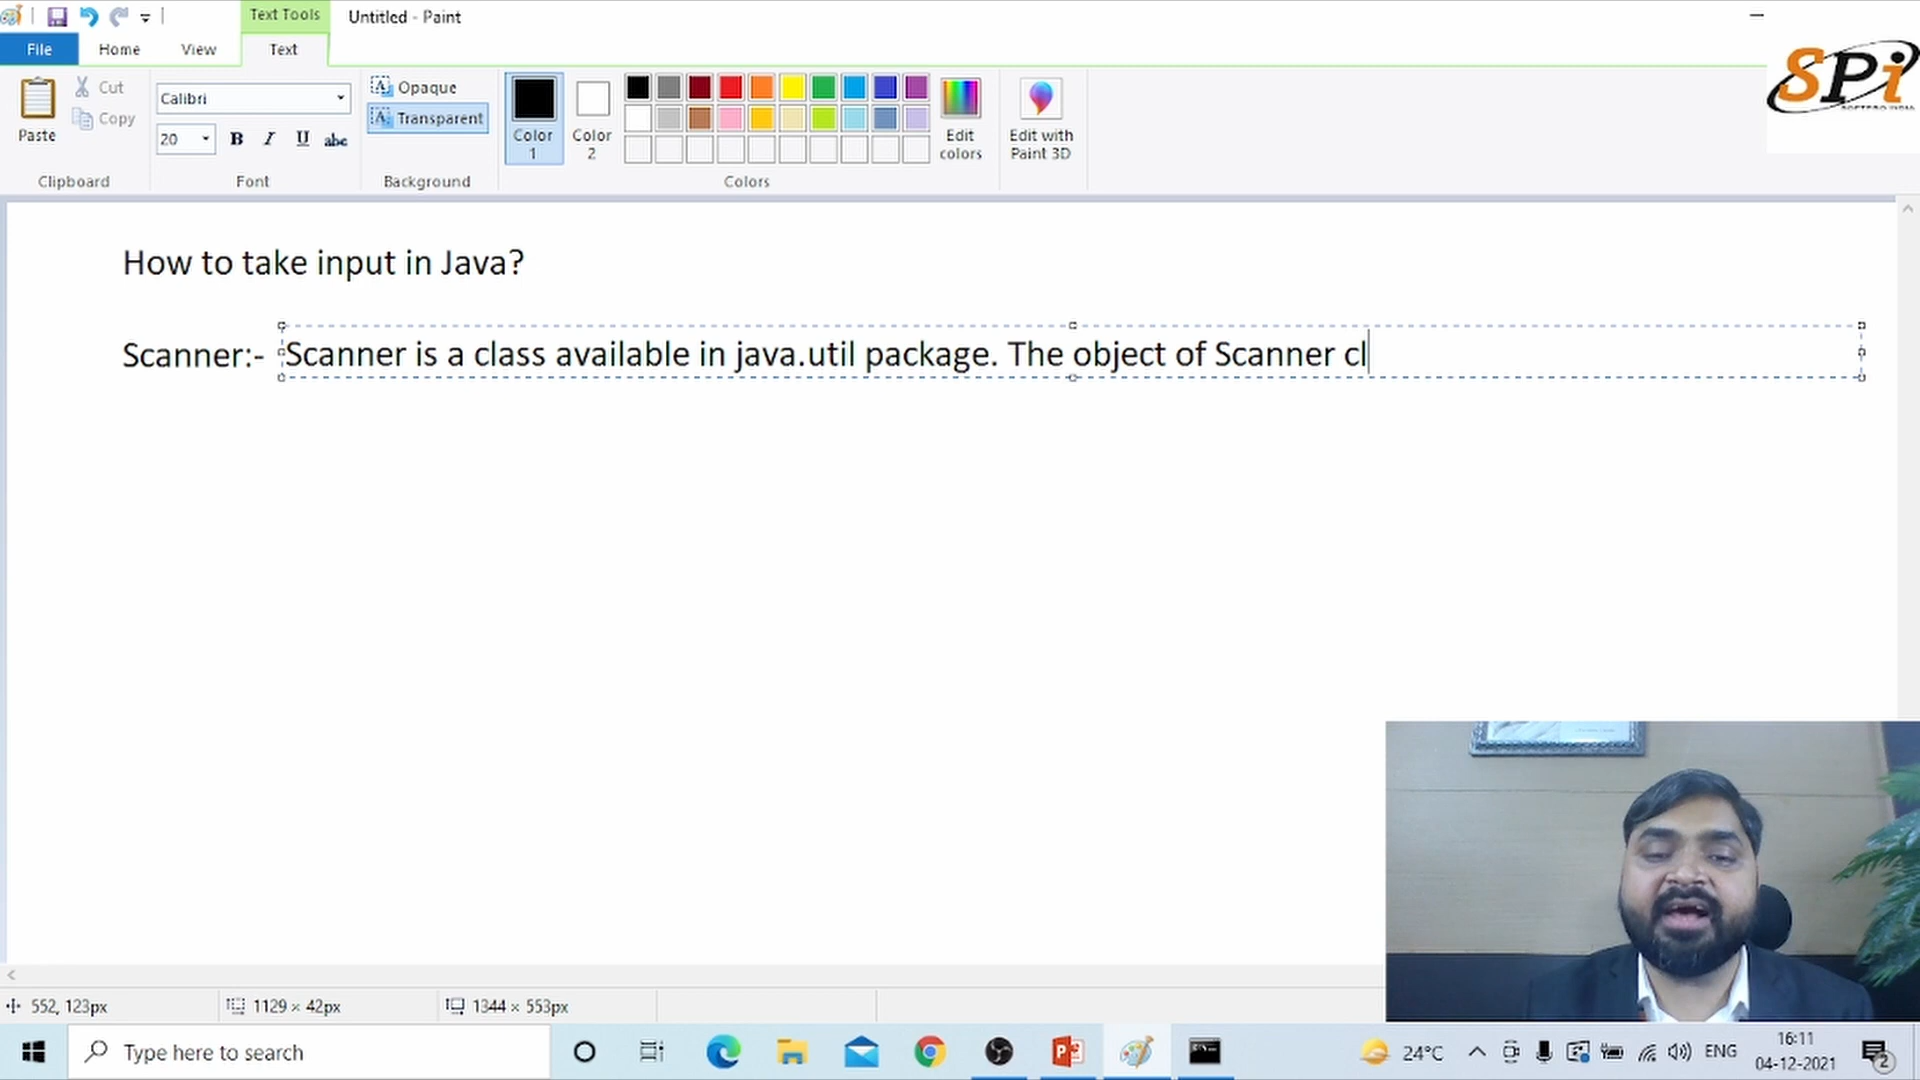 Text Tools
Untitled - Paint
File
Home
View
Text
Paste
Cut
Copy
Clipboard
Calibri
20
B I U abc
Font
Opaque
Transparent
Background
Color 1
Color 2
Edit colors
Colors
Edit with Paint 3D
SPi
How to take input in Java?
Scanner:- Scanner is a class available in java.util package. The object of Scanner cl
552, 123px
1129 × 42px
1344 × 553px
Type here to search
24°C
ENG
16:11
04-12-2021
2